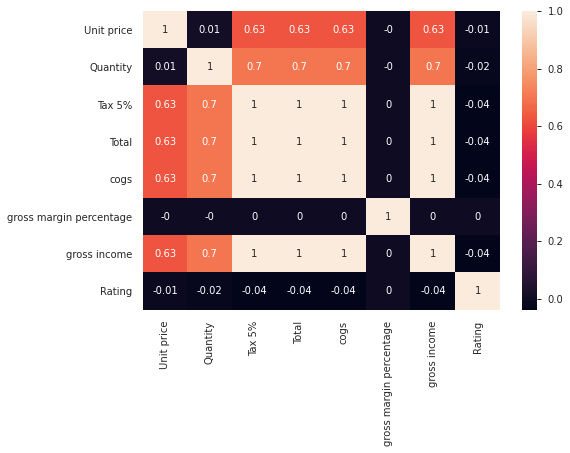 Unit price 1 0.01 0.63 0.63 0.63 -0 0.63 -0.01
Quantity 0.01 1 0.7 0.7 0.7 -0 0.7 -0.02
Tax 5% 0.63 0.7 1 1 1 0 1 -0.04
Total 0.63 0.7 1 1 1 0 1 -0.04
cogs 0.63 0.7 1 1 1 0 1 -0.04
gross margin percentage -0 -0 0 0 0 1 0 0
gross income 0.63 0.7 1 1 1 0 1 -0.04
Rating -0.01 -0.02 -0.04 -0.04 -0.04 0 -0.04 1
Unit price
Quantity
Tax 5%
Total
cogs
gross margin percentage
gross income
Rating
1.0
0.8
0.6
0.4
0.2
0.0